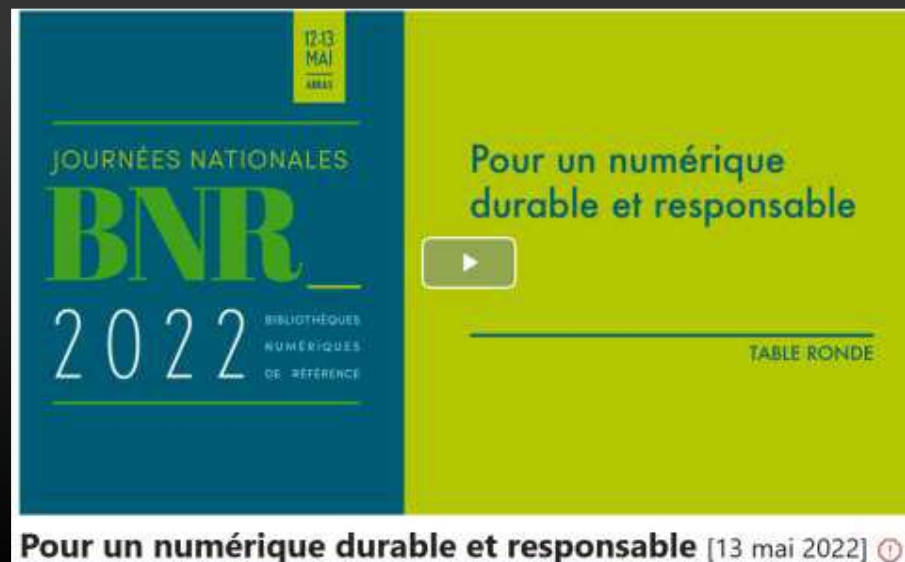 12·13
MAI
ARRAS
JOURNÉES NATIONALES
BNR_
2022
BIBLIOTHÈQUES
NUMÉRIQUES
DE RÉFÉRENCE
Pour un numérique
durable et responsable
TABLE RONDE
Pour un numérique durable et responsable [13 mai 2022]